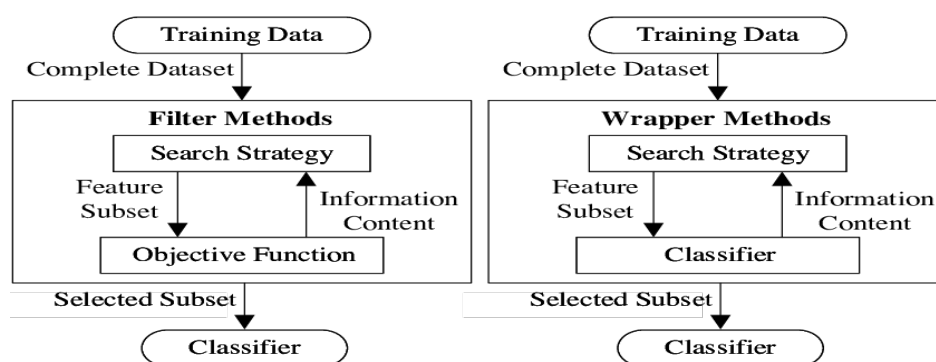 Training Data
Complete Dataset
Filter Methods
Search Strategy
Feature
Subset
Information
Content
Objective Function
Selected Subset
Classifier
Training Data
Complete Dataset
Wrapper Methods
Search Strategy
Feature
Subset
Information
Content
Classifier
Selected Subset
Classifier